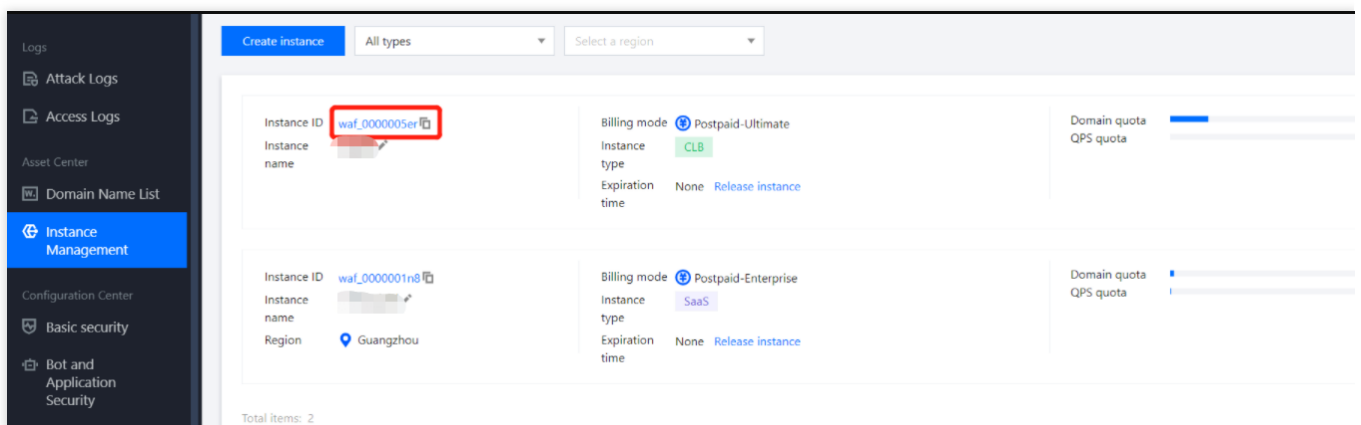 Logs
Attack Logs
Access Logs
Asset Center
Domain Name List
Instance
Management
Configuration Center
Basic security
Bot and
Application
Security
Create instance
All types
Select a region
Instance ID waf_0000005er
Instance
name
Billing mode Postpaid-Ultimate
Instance CLB
type
Expiration None Release instance
time
Domain quota
QPS quota
Instance ID waf_0000001n8
Instance
name
Region Guangzhou
Billing mode Postpaid-Enterprise
Instance SaaS
type
Expiration None Release instance
time
Domain quota
QPS quota
Total items: 2